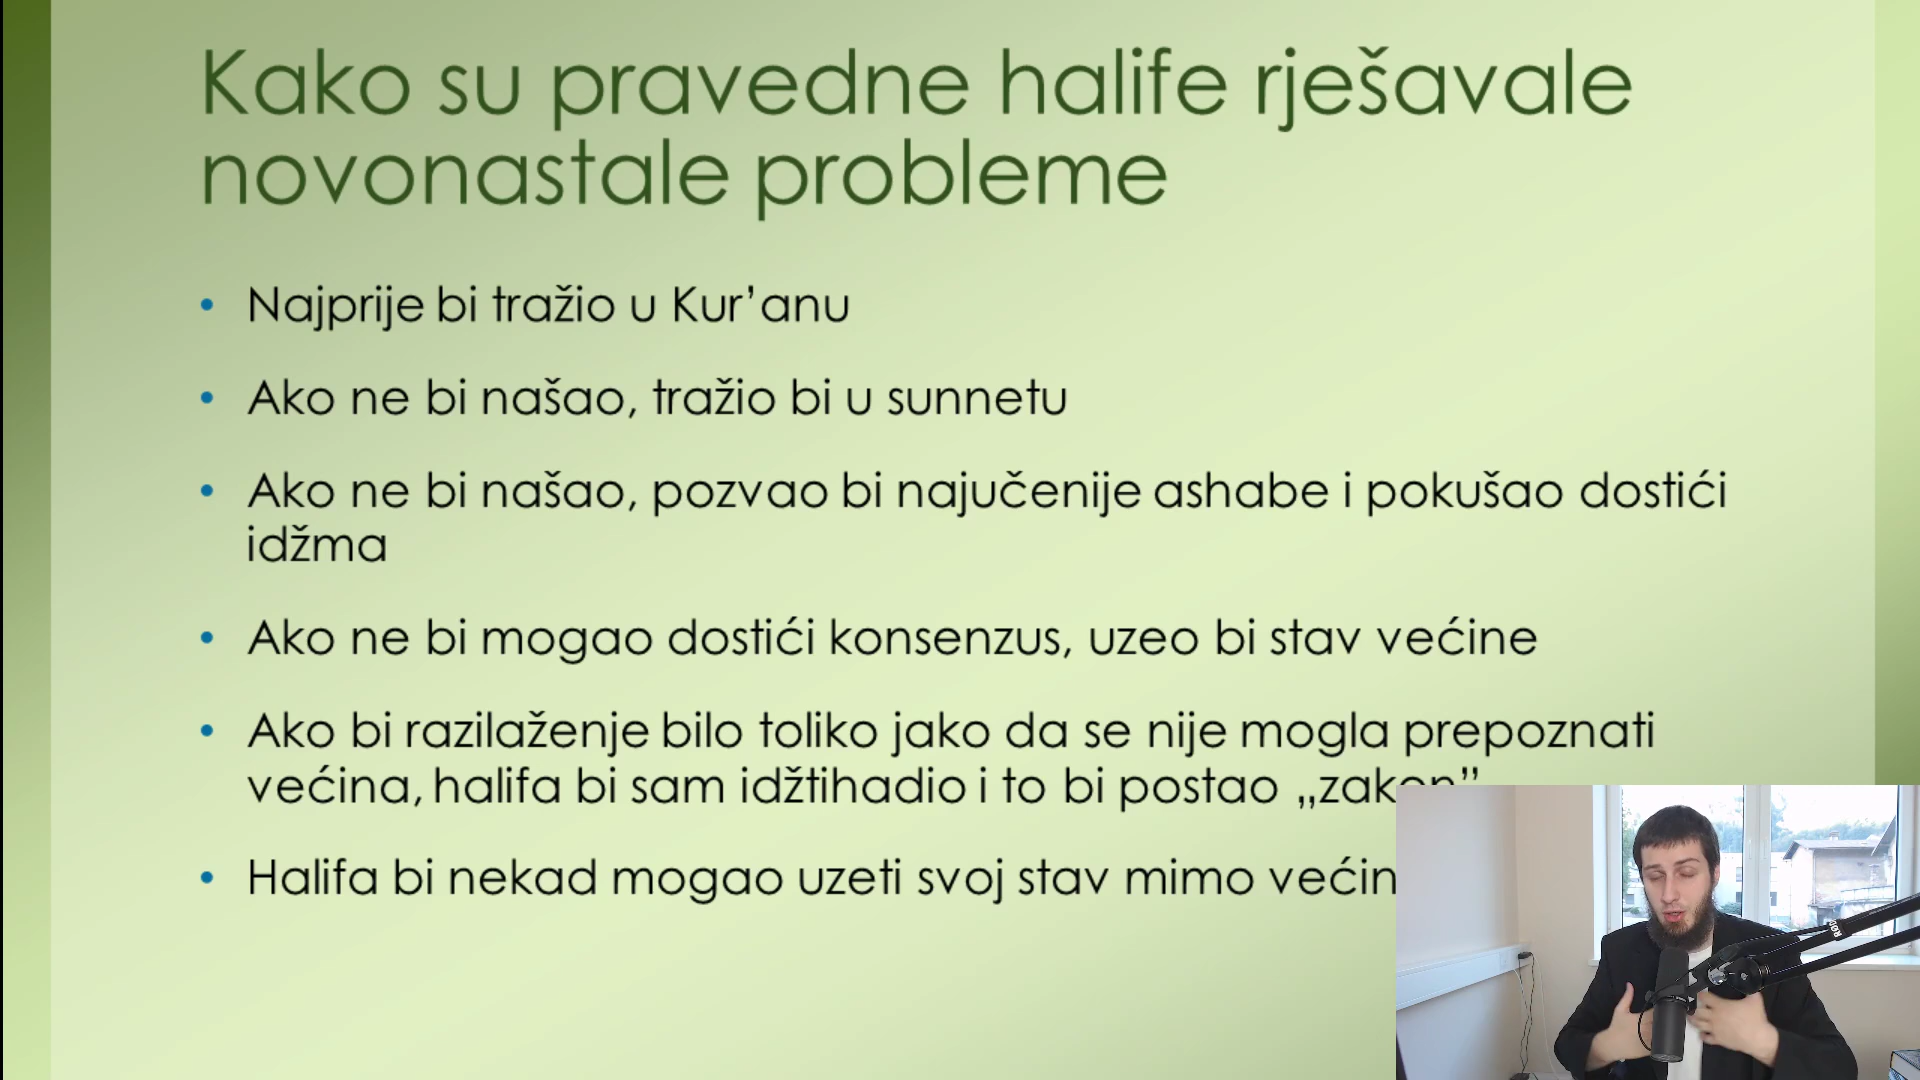 Kako su pravedne halife rješavale
novonastale probleme
• Najprije bi tražio u Kur’anu
• Ako ne bi našao, tražio bi u sunnetu
• Ako ne bi našao, pozvao bi najučenije ashabe i pokušao dostići
idžma
• Ako ne bi mogao dostići konsenzus, uzeo bi stav većine
• Ako bi razilaženje bilo toliko jako da se nije mogla prepoznati
većina, halifa bi sam idžtihadio i to bi postao „zakon”
• Halifa bi nekad mogao uzeti svoj stav mimo